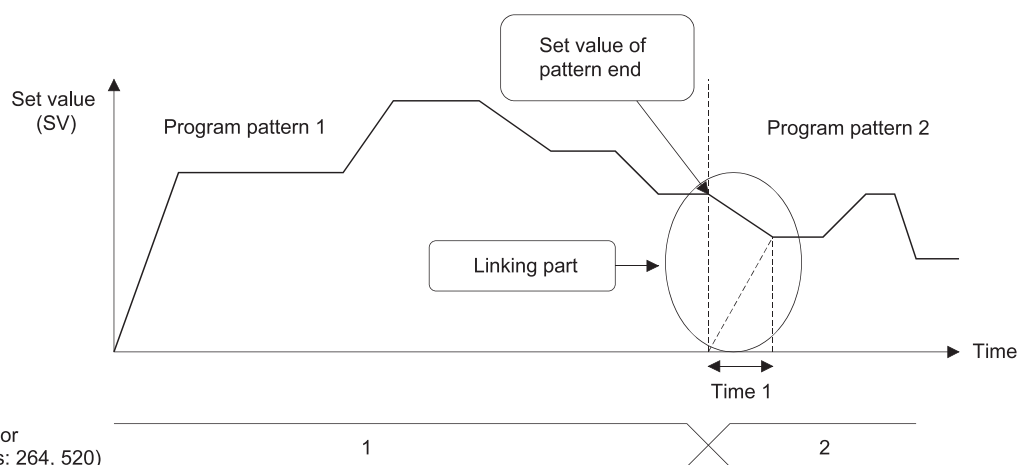 Set value of
pattern end
Set value
(SV)
Program pattern 1
Program pattern 2
Linking part
Time
Time 1
or
s: 264, 520)
1
2